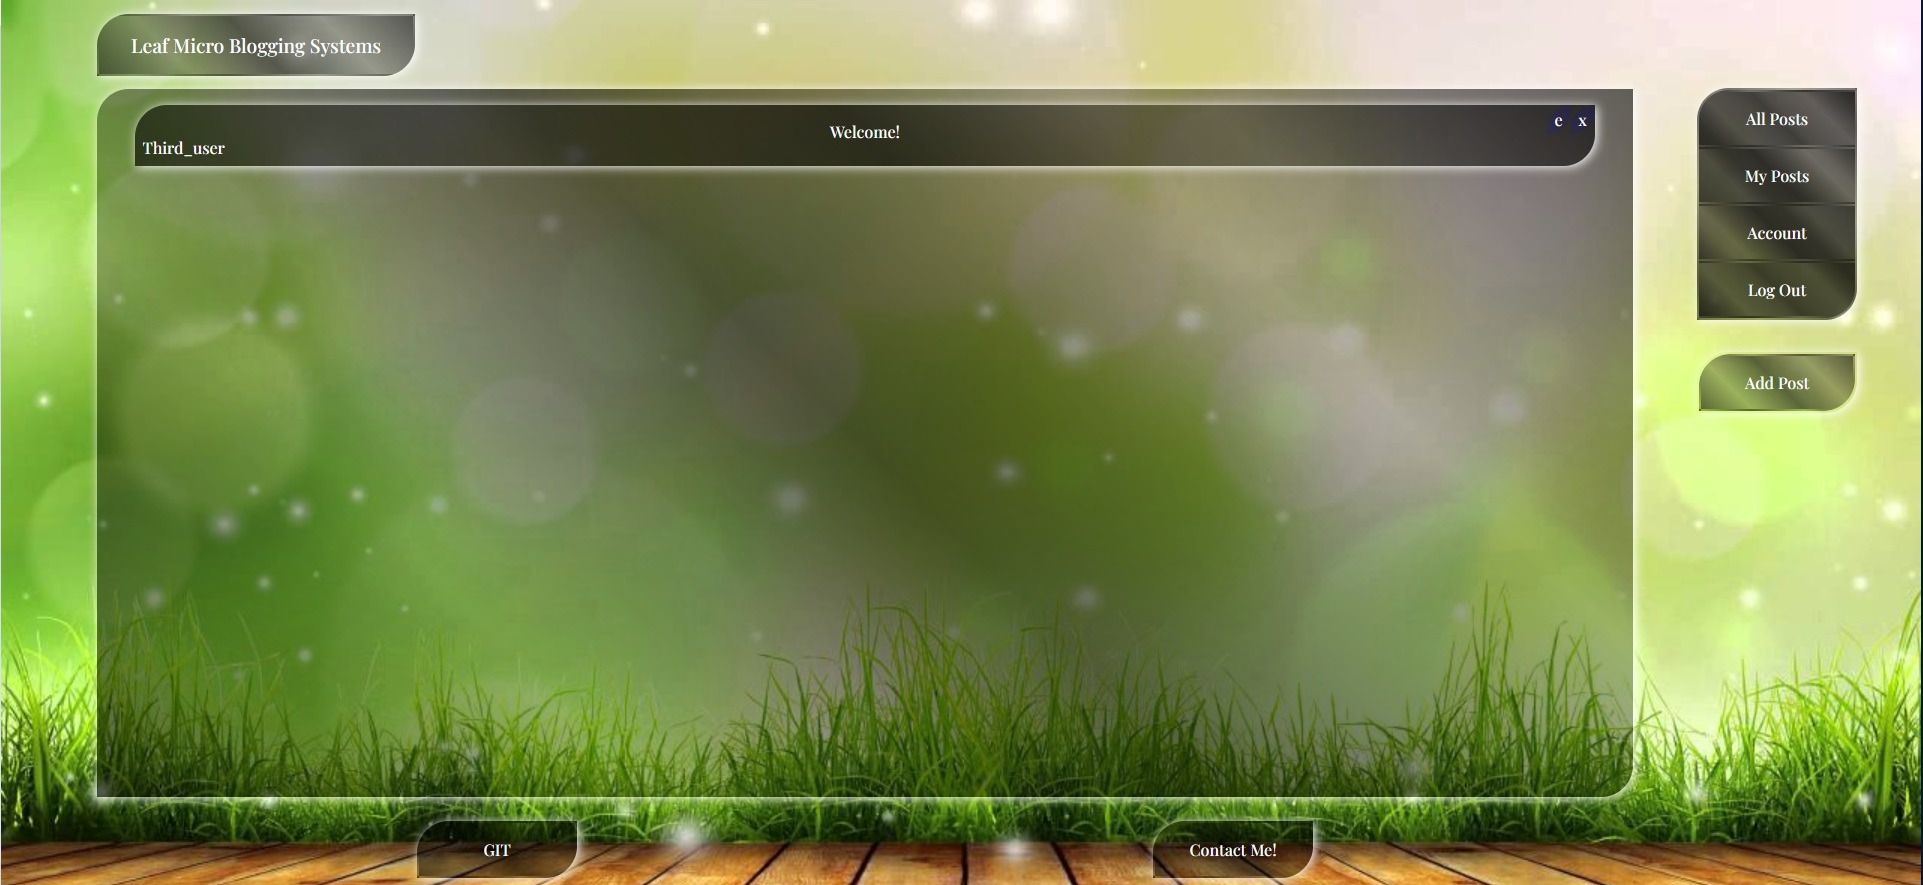 Leaf Micro Blogging Systems
Welcome!
e x
Third_user
All Posts
My Posts
Account
Log Out
Add Post
GIT
Contact Me!